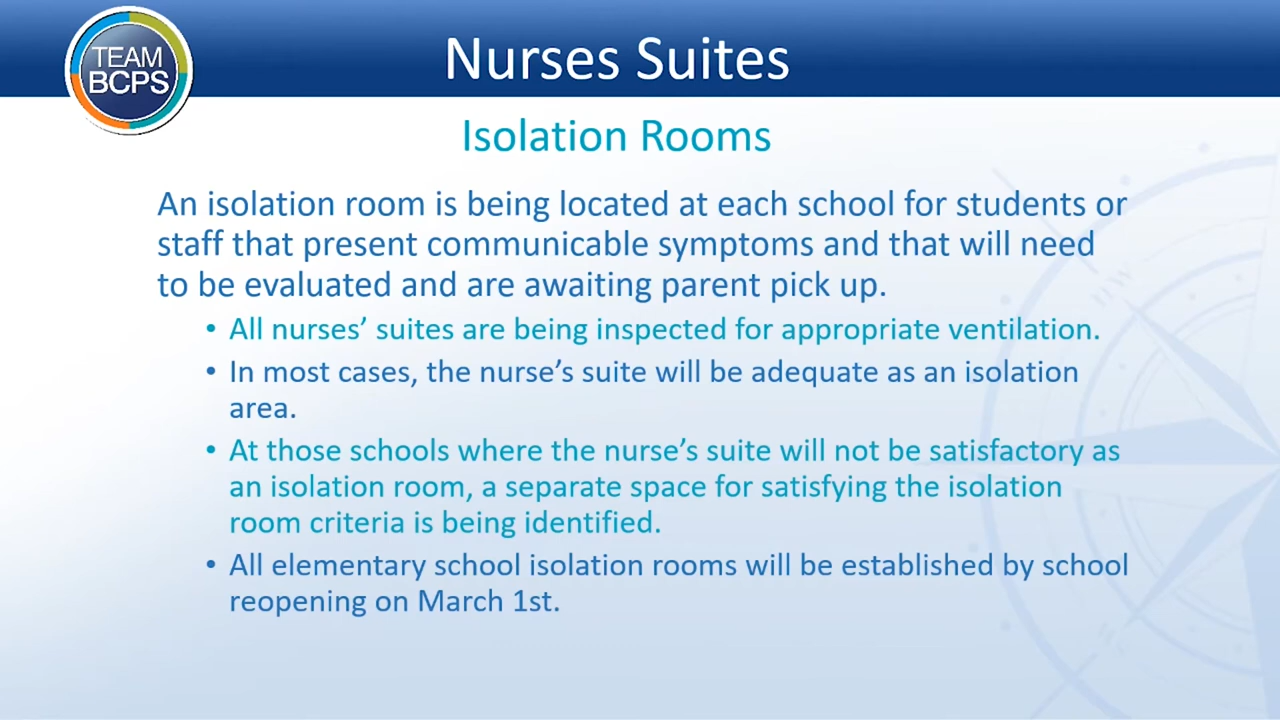 TEAM
BCPS
Nurses Suites
Isolation Rooms
An isolation room is being located at each school for students or
staff that present communicable symptoms and that will need
to be evaluated and are awaiting parent pick up.
• All nurses’ suites are being inspected for appropriate ventilation.
• In most cases, the nurse’s suite will be adequate as an isolation
area.
• At those schools where the nurse’s suite will not be satisfactory as
an isolation room, a separate space for satisfying the isolation
room criteria is being identified.
• All elementary school isolation rooms will be established by school
reopening on March 1st.